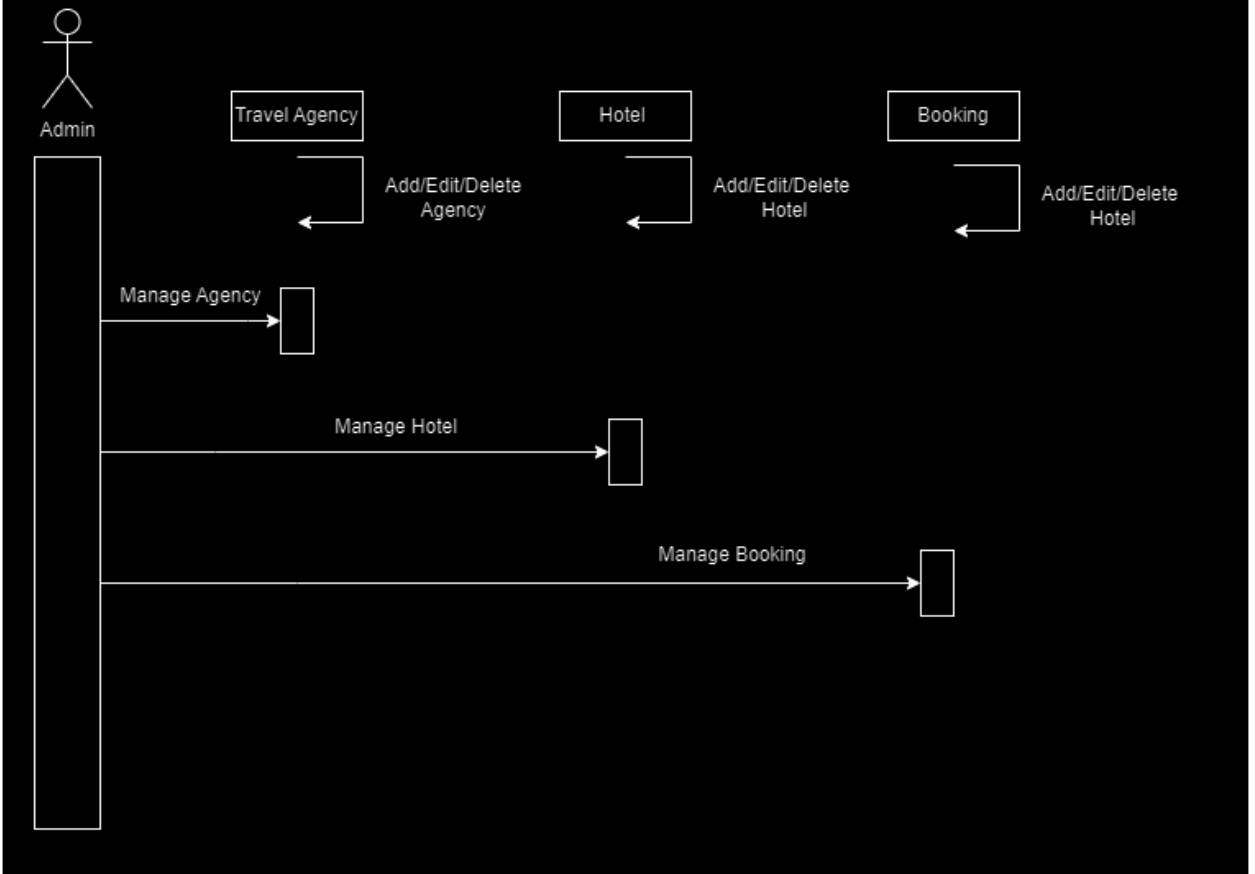 Admin
Travel Agency
Hotel
Booking
Add/Edit/Delete
Agency
Add/Edit/Delete
Hotel
Add/Edit/Delete
Hotel
Manage Agency
Manage Hotel
Manage Booking